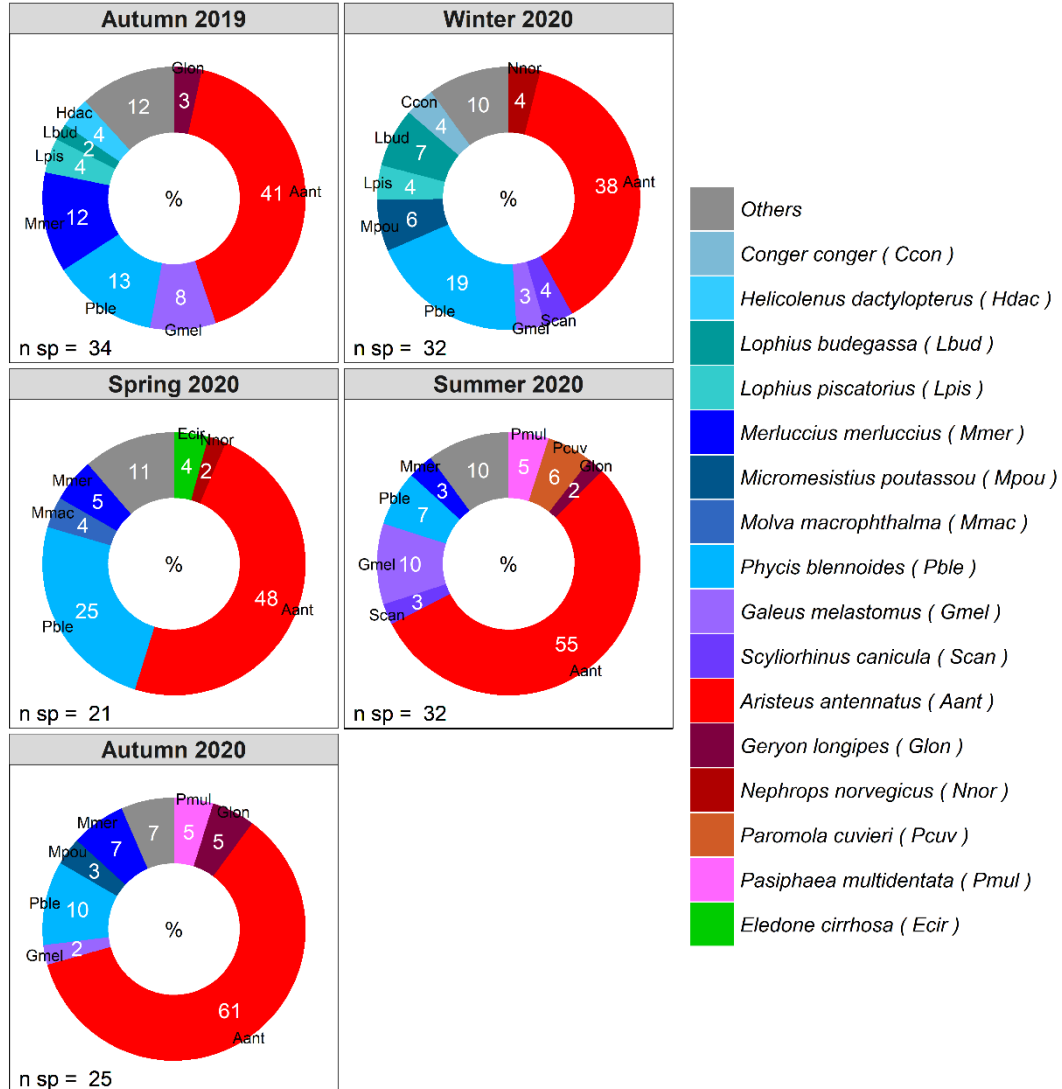 Autumn 2019
Glon
3
Aant
41
Gmel
8
Pble
13
Mmer
12
Lpis
4
Lbud
2
Hdac
4
12
%
n sp = 34
Winter 2020
Nnor
4
Aant
38
Scan
4
Gmel
3
Pble
19
Mpou
6
Lpis
4
Lbud
7
Ccon
4
10
%
n sp = 32
Spring 2020
Ecir
4
Nnor
2
Aant
48
Pble
25
Mmac
4
Mmer
5
11
%
n sp = 21
Summer 2020
Pmul
5
Pcuv
6
Glon
2
Aant
55
Scan
3
Gmel
10
Pble
7
Mmer
3
10
%
n sp = 32
Autumn 2020
Pmul
5
Glon
5
Aant
61
Gmel
2
Pble
10
Mpou
3
Mmer
7
7
%
n sp = 25
Others
Conger conger ( Ccon )
Helicolenus dactylopterus ( Hdac )
Lophius budegassa ( Lbud )
Lophius piscatorius ( Lpis )
Merluccius merluccius ( Mmer )
Micromesistius poutassou ( Mpou )
Molva macrophthalma ( Mmac )
Phycis blennoides ( Pble )
Galeus melastomus ( Gmel )
Scyliorhinus canicula ( Scan )
Aristeus antennatus ( Aant )
Geryon longipes ( Glon )
Nephrops norvegicus ( Nnor )
Paromola cuvieri ( Pcuv )
Pasiphaea multidentata ( Pmul )
Eledone cirrhosa ( Ecir )